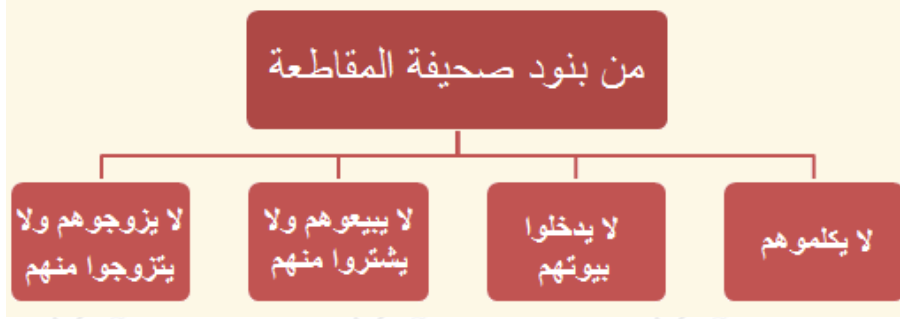 من بنود صحيفة المقاطعة
لا يكلموهم
لا يدخلوا
بيوتهم
لا يبيعوهم ولا
يشتروا منهم
لا يزوجوهم ولا
يتزوجوا منهم